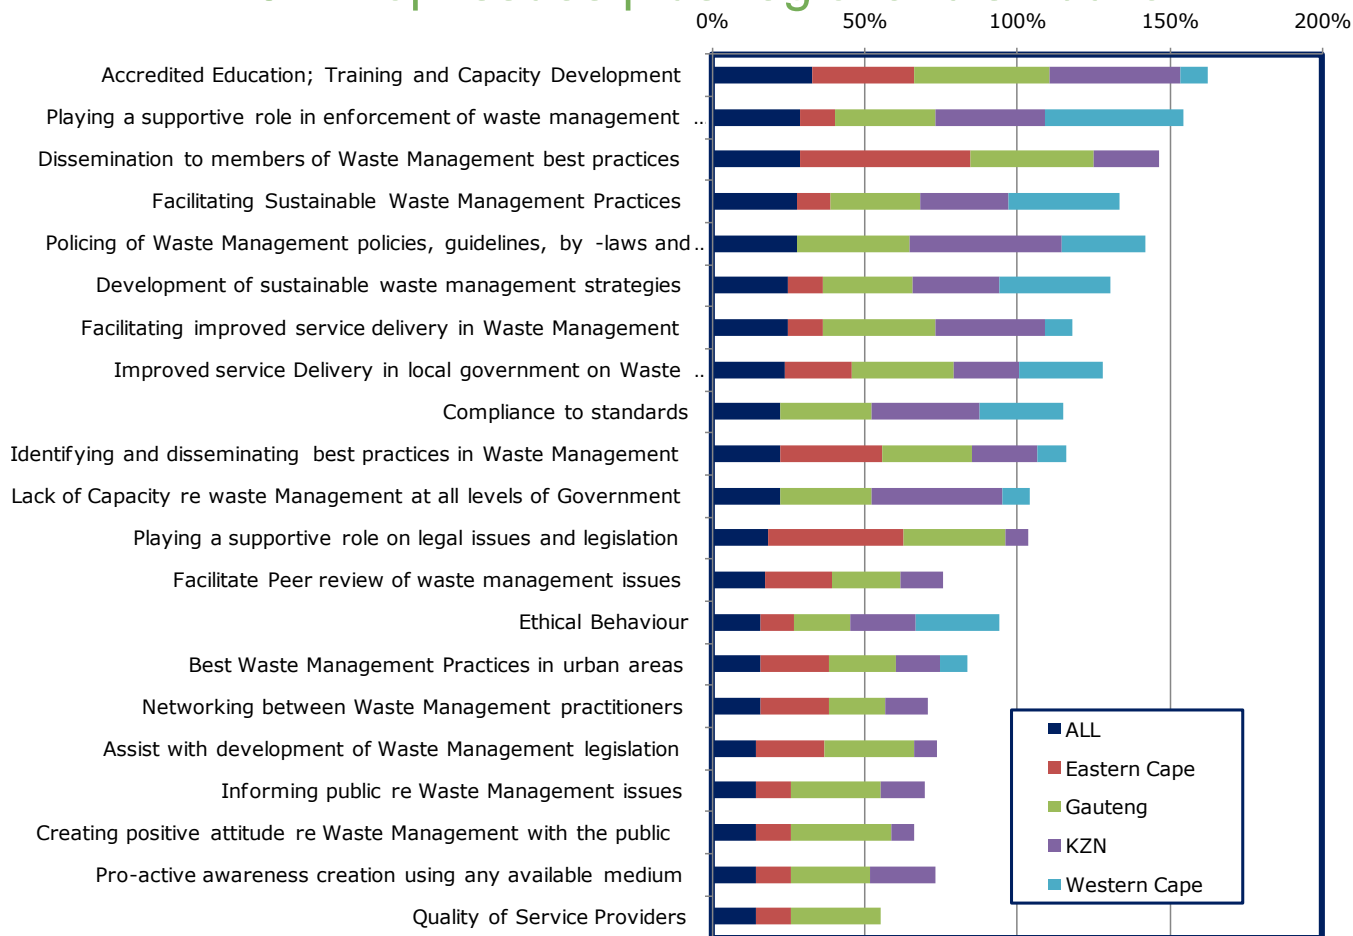 0% 50% 100% 150% 200%
Accredited Education; Training and Capacity Development
Playing a supportive role in enforcement of waste management ..
Dissemination to members of Waste Management best practices
Facilitating Sustainable Waste Management Practices
Policing of Waste Management policies, guidelines, by -laws and..
Development of sustainable waste management strategies
Facilitating improved service delivery in Waste Management
Improved service Delivery in local government on Waste ..
Compliance to standards
Identifying and disseminating best practices in Waste Management
Lack of Capacity re waste Management at all levels of Government
Playing a supportive role on legal issues and legislation
Facilitate Peer review of waste management issues
Ethical Behaviour
Best Waste Management Practices in urban areas
Networking between Waste Management practitioners
Assist with development of Waste Management legislation
Informing public re Waste Management issues
Creating positive attitude re Waste Management with the public
Pro-active awareness creation using any available medium
Quality of Service Providers
ALL
Eastern Cape
Gauteng
KZN
Western Cape